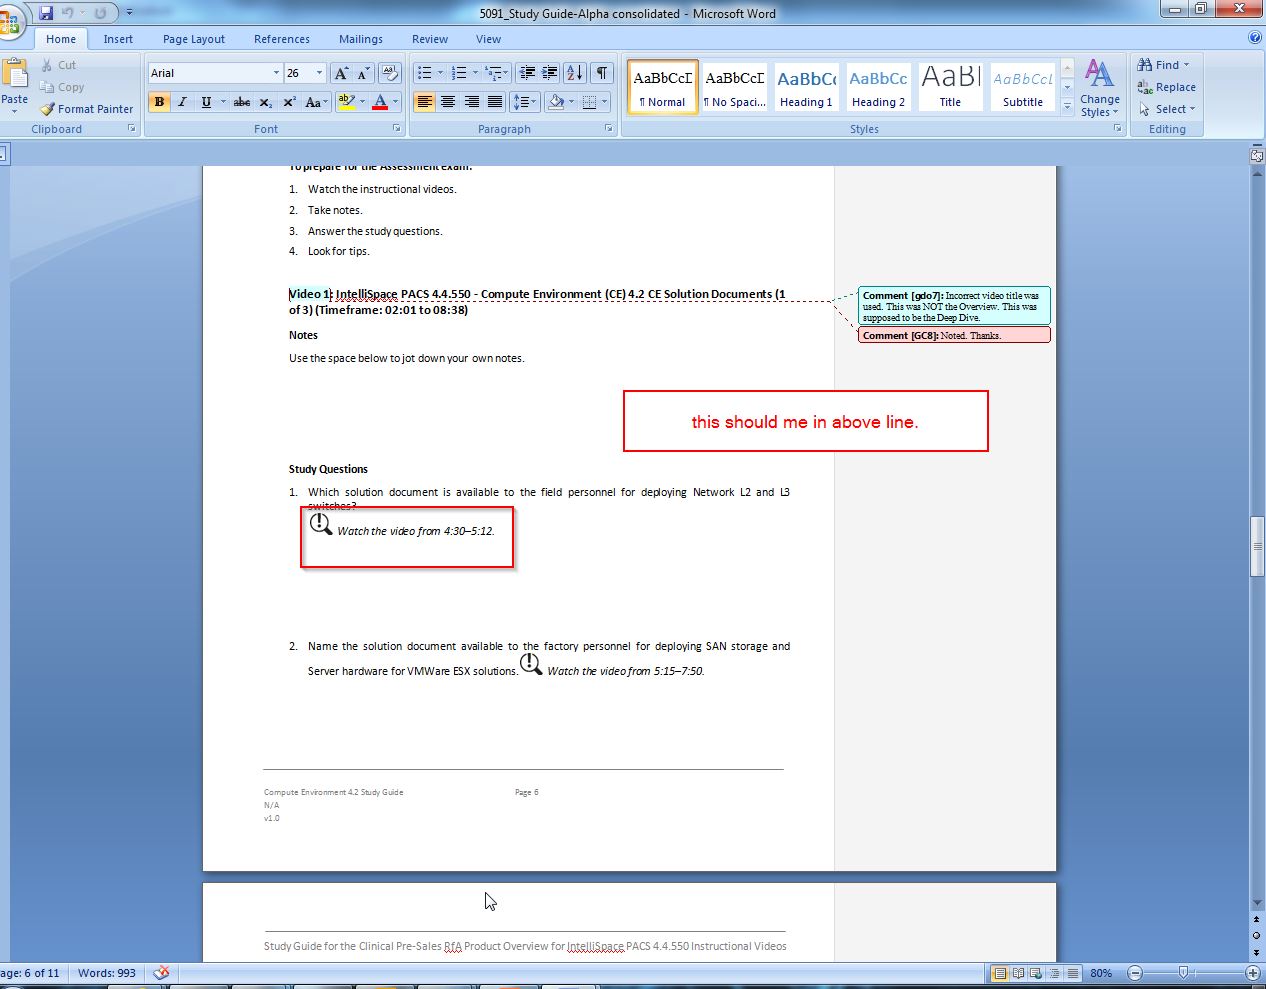 5091_Study Guide-Alpha consolidated - Microsoft Word
Home Insert Page Layout References Mailings Review View
Paste
Cut
Copy
Format Painter
Clipboard
Arial 26
B I U abc x₂ x² Aa
ab A
Font
Paragraph
AaBbCcD AaBbCcD AaBbCc AaBbCc AaBl AaBbCcL
¶ Normal ¶ No Spaci... Heading 1 Heading 2 Title Subtitle
Change Styles
Styles
Find
Replace
Select
Editing
To prepare for the Assessment exam:
1. Watch the instructional videos.
2. Take notes.
3. Answer the study questions.
4. Look for tips.
Video 1: IntelliSpace PACS 4.4.550 - Compute Environment (CE) 4.2 CE Solution Documents (1
of 3) (Timeframe: 02:01 to 08:38)
Comment [gdo7]: Incorrect video title was
used. This was NOT the Overview. This was
supposed to be the Deep Dive.
Comment [GC8]: Noted. Thanks.
Notes
Use the space below to jot down your own notes.
this should me in above line.
Study Questions
1. Which solution document is available to the field personnel for deploying Network L2 and L3
switches?
Watch the video from 4:30–5:12.
2. Name the solution document available to the factory personnel for deploying SAN storage and
Server hardware for VMWare ESX solutions. Watch the video from 5:15–7:50.
Compute Environment 4.2 Study Guide Page 6
N/A
v1.0
Study Guide for the Clinical Pre-Sales RfA Product Overview for IntelliSpace PACS 4.4.550 Instructional Videos
age: 6 of 11 Words: 993 80%